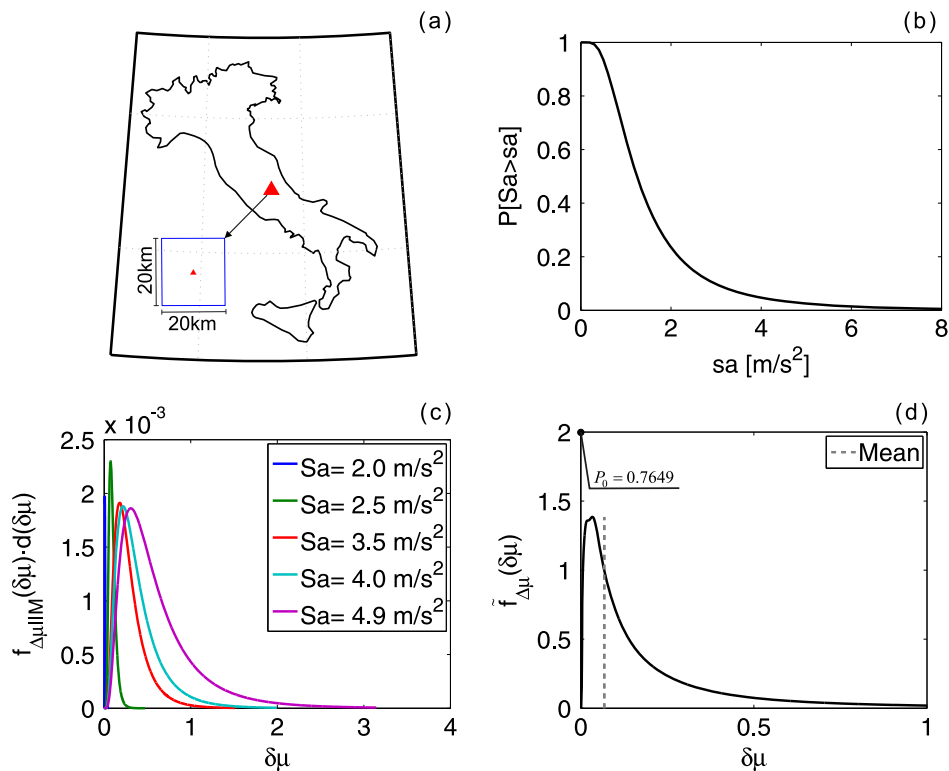 (a)
20km
20km
(b)
P[Sa>sa]
1
0.8
0.6
0.4
0.2
0
0 2 4 6 8
sa [m/s²]
(c)
x 10⁻³
f_Δμ|IM(δμ)·d(δμ)
2.5
2
1.5
1
0.5
0
0 1 2 3 4
δμ
Sa= 2.0 m/s²
Sa= 2.5 m/s²
Sa= 3.5 m/s²
Sa= 4.0 m/s²
Sa= 4.9 m/s²
(d)
f̃_Δμ(δμ)
2
1.5
1
0.5
0
0 0.5 1
δμ
Mean
P₀ = 0.7649